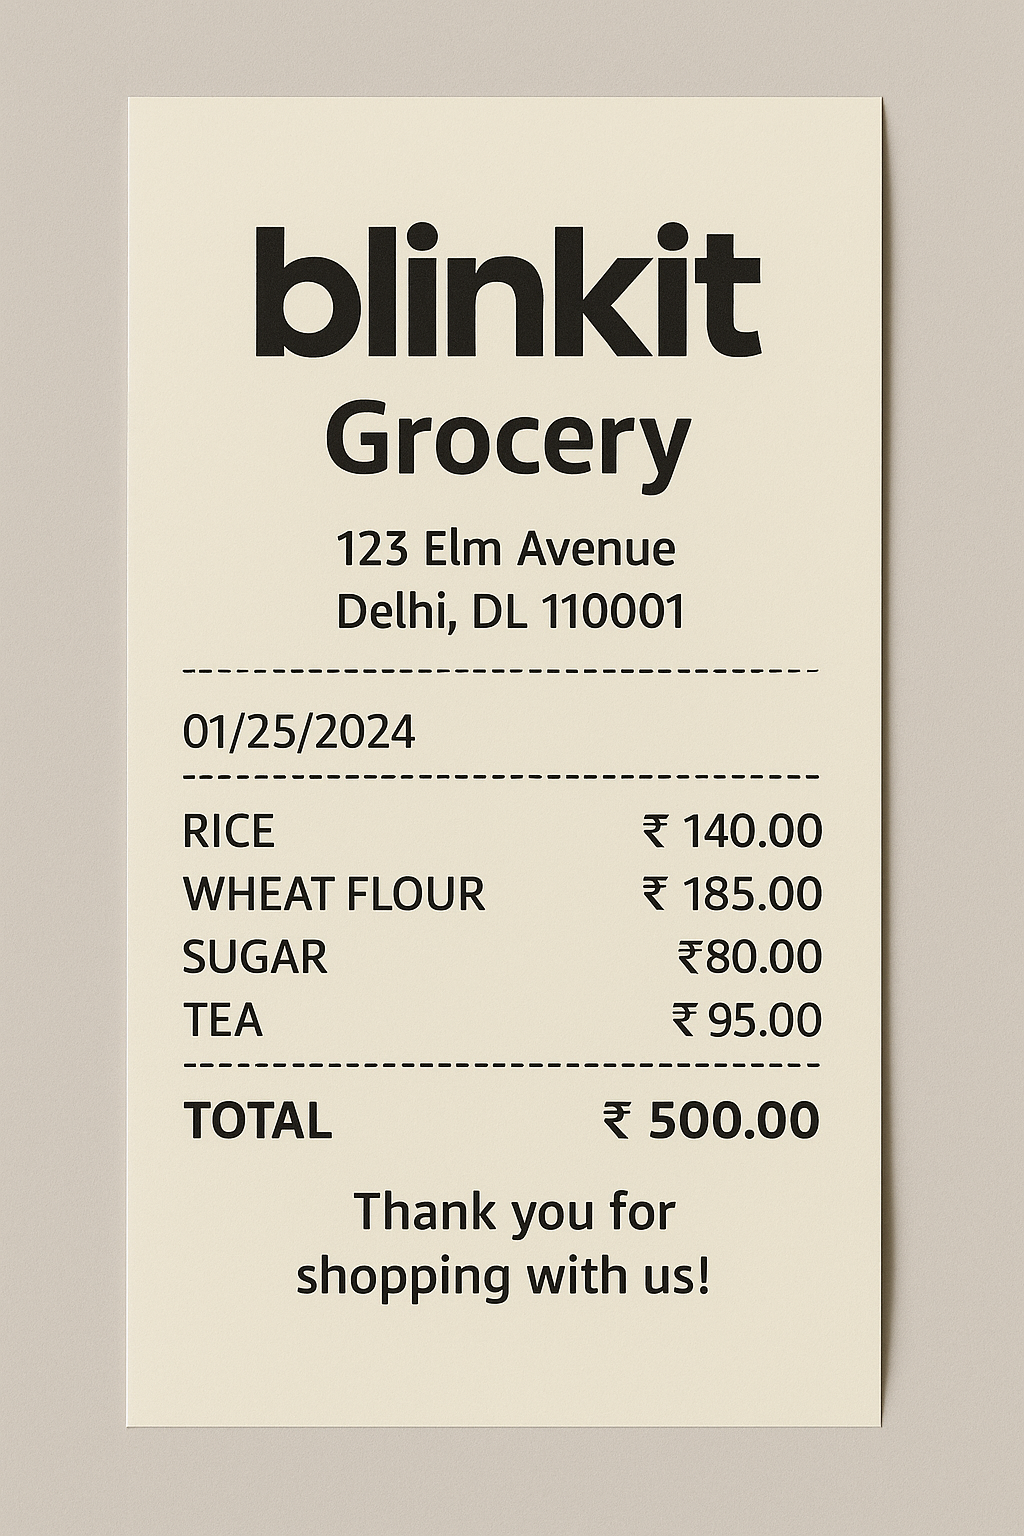 blinkit
Grocery
123 Elm Avenue
Delhi, DL 110001
01/25/2024
RICE ₹ 140.00
WHEAT FLOUR ₹ 185.00
SUGAR ₹80.00
TEA ₹ 95.00
TOTAL ₹ 500.00
Thank you for
shopping with us!